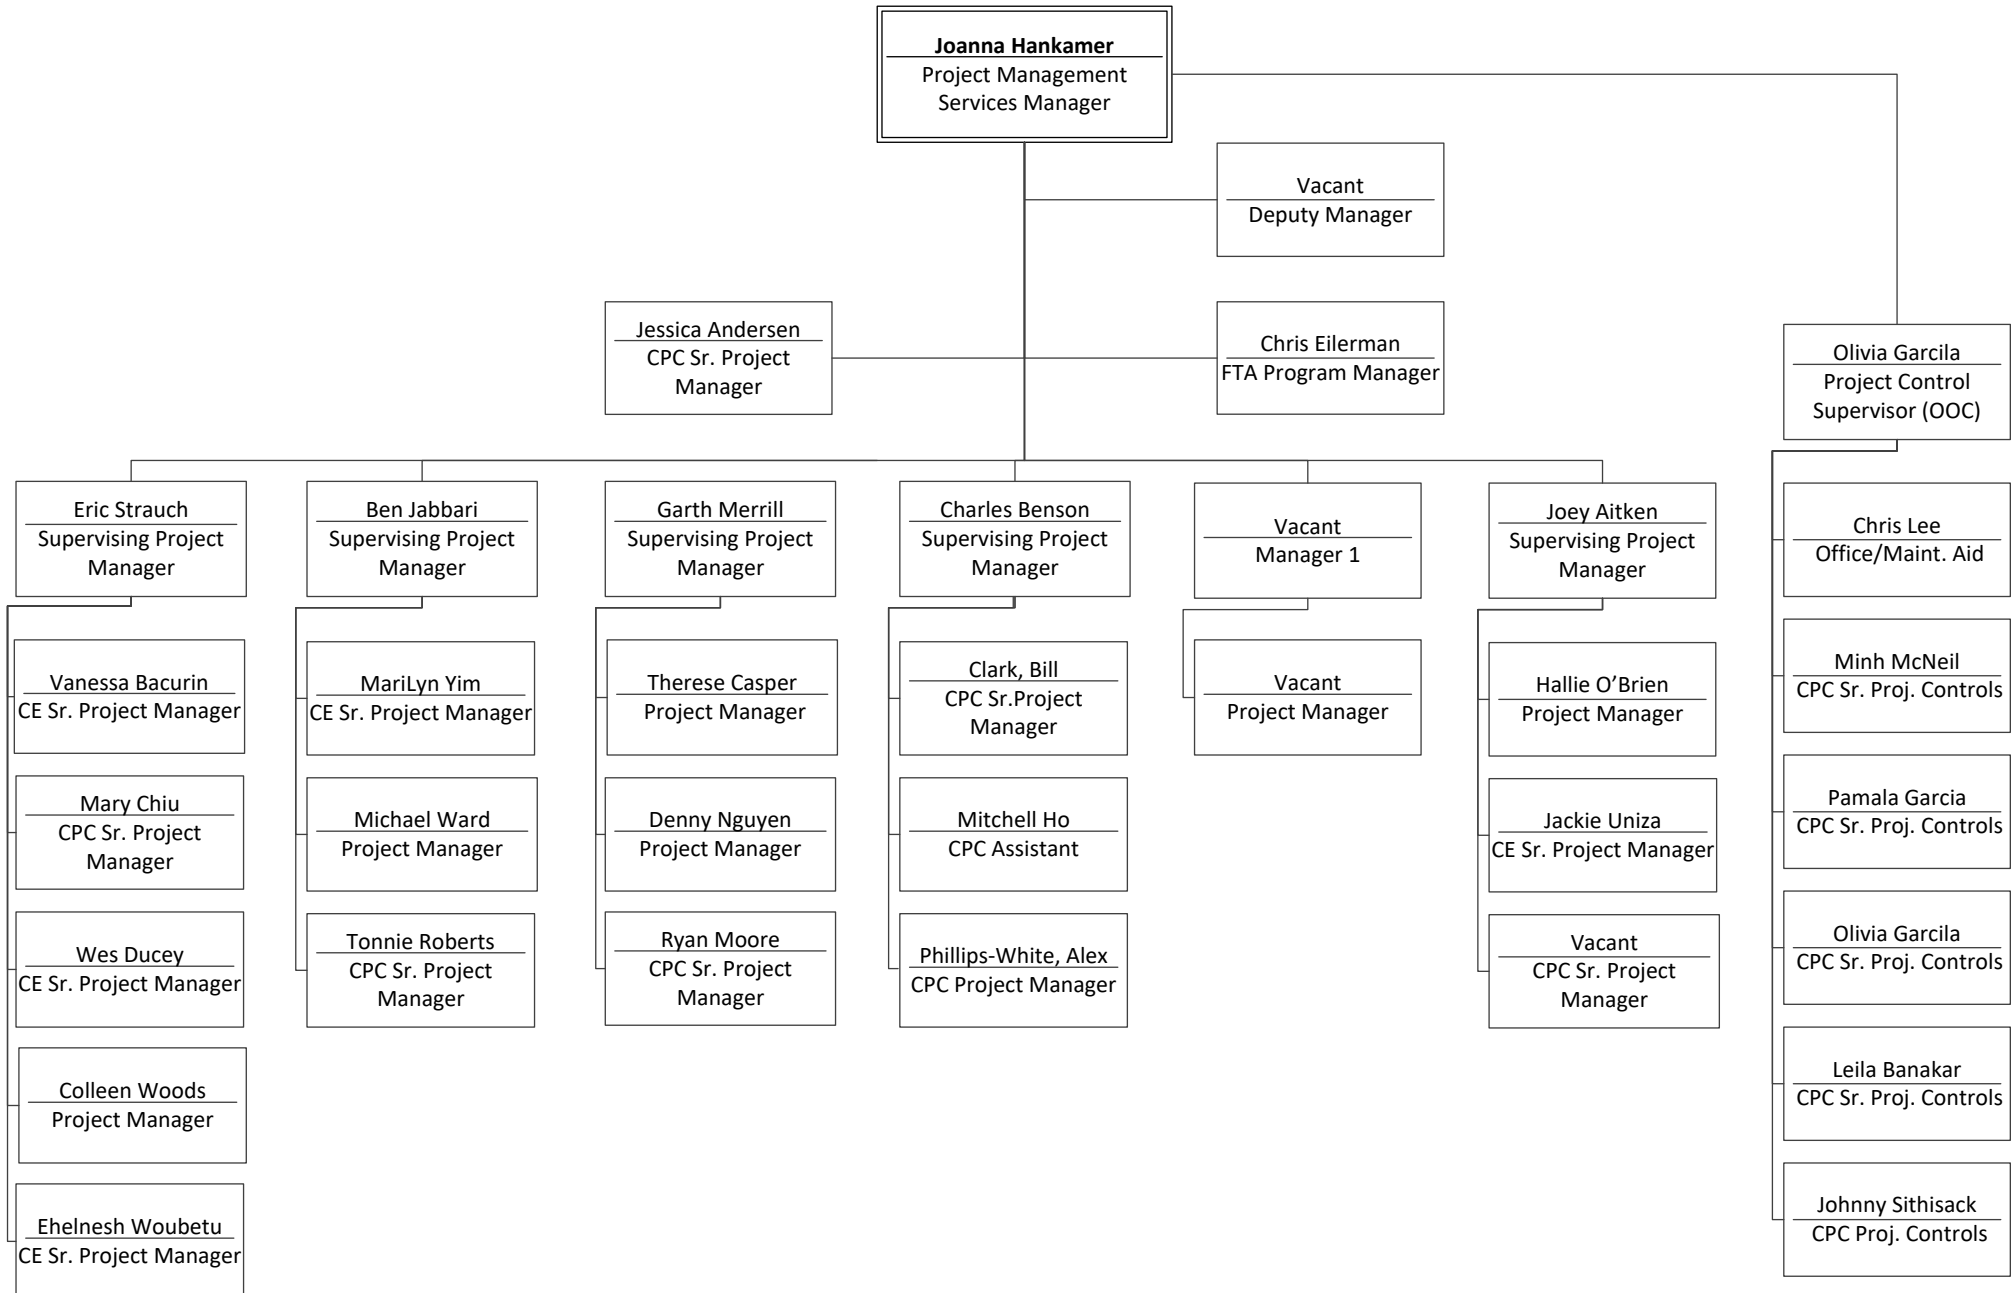 Joanna Hankamer
Project Management
Services Manager
Vacant
Deputy Manager
Jessica Andersen
CPC Sr. Project
Manager
Chris Eilerman
FTA Program Manager
Olivia Garcila
Project Control
Supervisor (OOC)
Eric Strauch
Supervising Project
Manager
Vanessa Bacurin
CE Sr. Project Manager
Mary Chiu
CPC Sr. Project
Manager
Wes Ducey
CE Sr. Project Manager
Colleen Woods
Project Manager
Ehelnesh Woubetu
CE Sr. Project Manager
Ben Jabbari
Supervising Project
Manager
MariLyn Yim
CE Sr. Project Manager
Michael Ward
Project Manager
Tonnie Roberts
CPC Sr. Project
Manager
Garth Merrill
Supervising Project
Manager
Therese Casper
Project Manager
Denny Nguyen
Project Manager
Ryan Moore
CPC Sr. Project
Manager
Charles Benson
Supervising Project
Manager
Clark, Bill
CPC Sr.Project
Manager
Mitchell Ho
CPC Assistant
Phillips-White, Alex
CPC Project Manager
Vacant
Manager 1
Vacant
Project Manager
Joey Aitken
Supervising Project
Manager
Hallie O’Brien
Project Manager
Jackie Uniza
CE Sr. Project Manager
Vacant
CPC Sr. Project
Manager
Chris Lee
Office/Maint. Aid
Minh McNeil
CPC Sr. Proj. Controls
Pamala Garcia
CPC Sr. Proj. Controls
Olivia Garcila
CPC Sr. Proj. Controls
Leila Banakar
CPC Sr. Proj. Controls
Johnny Sithisack
CPC Proj. Controls